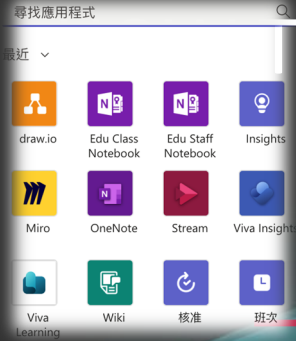 尋找應用程式
最近
draw.io
Edu Class
Notebook
Edu Staff
Notebook
Insights
Miro
OneNote
Stream
Viva Insights
Viva
Learning
Wiki
核准
班次